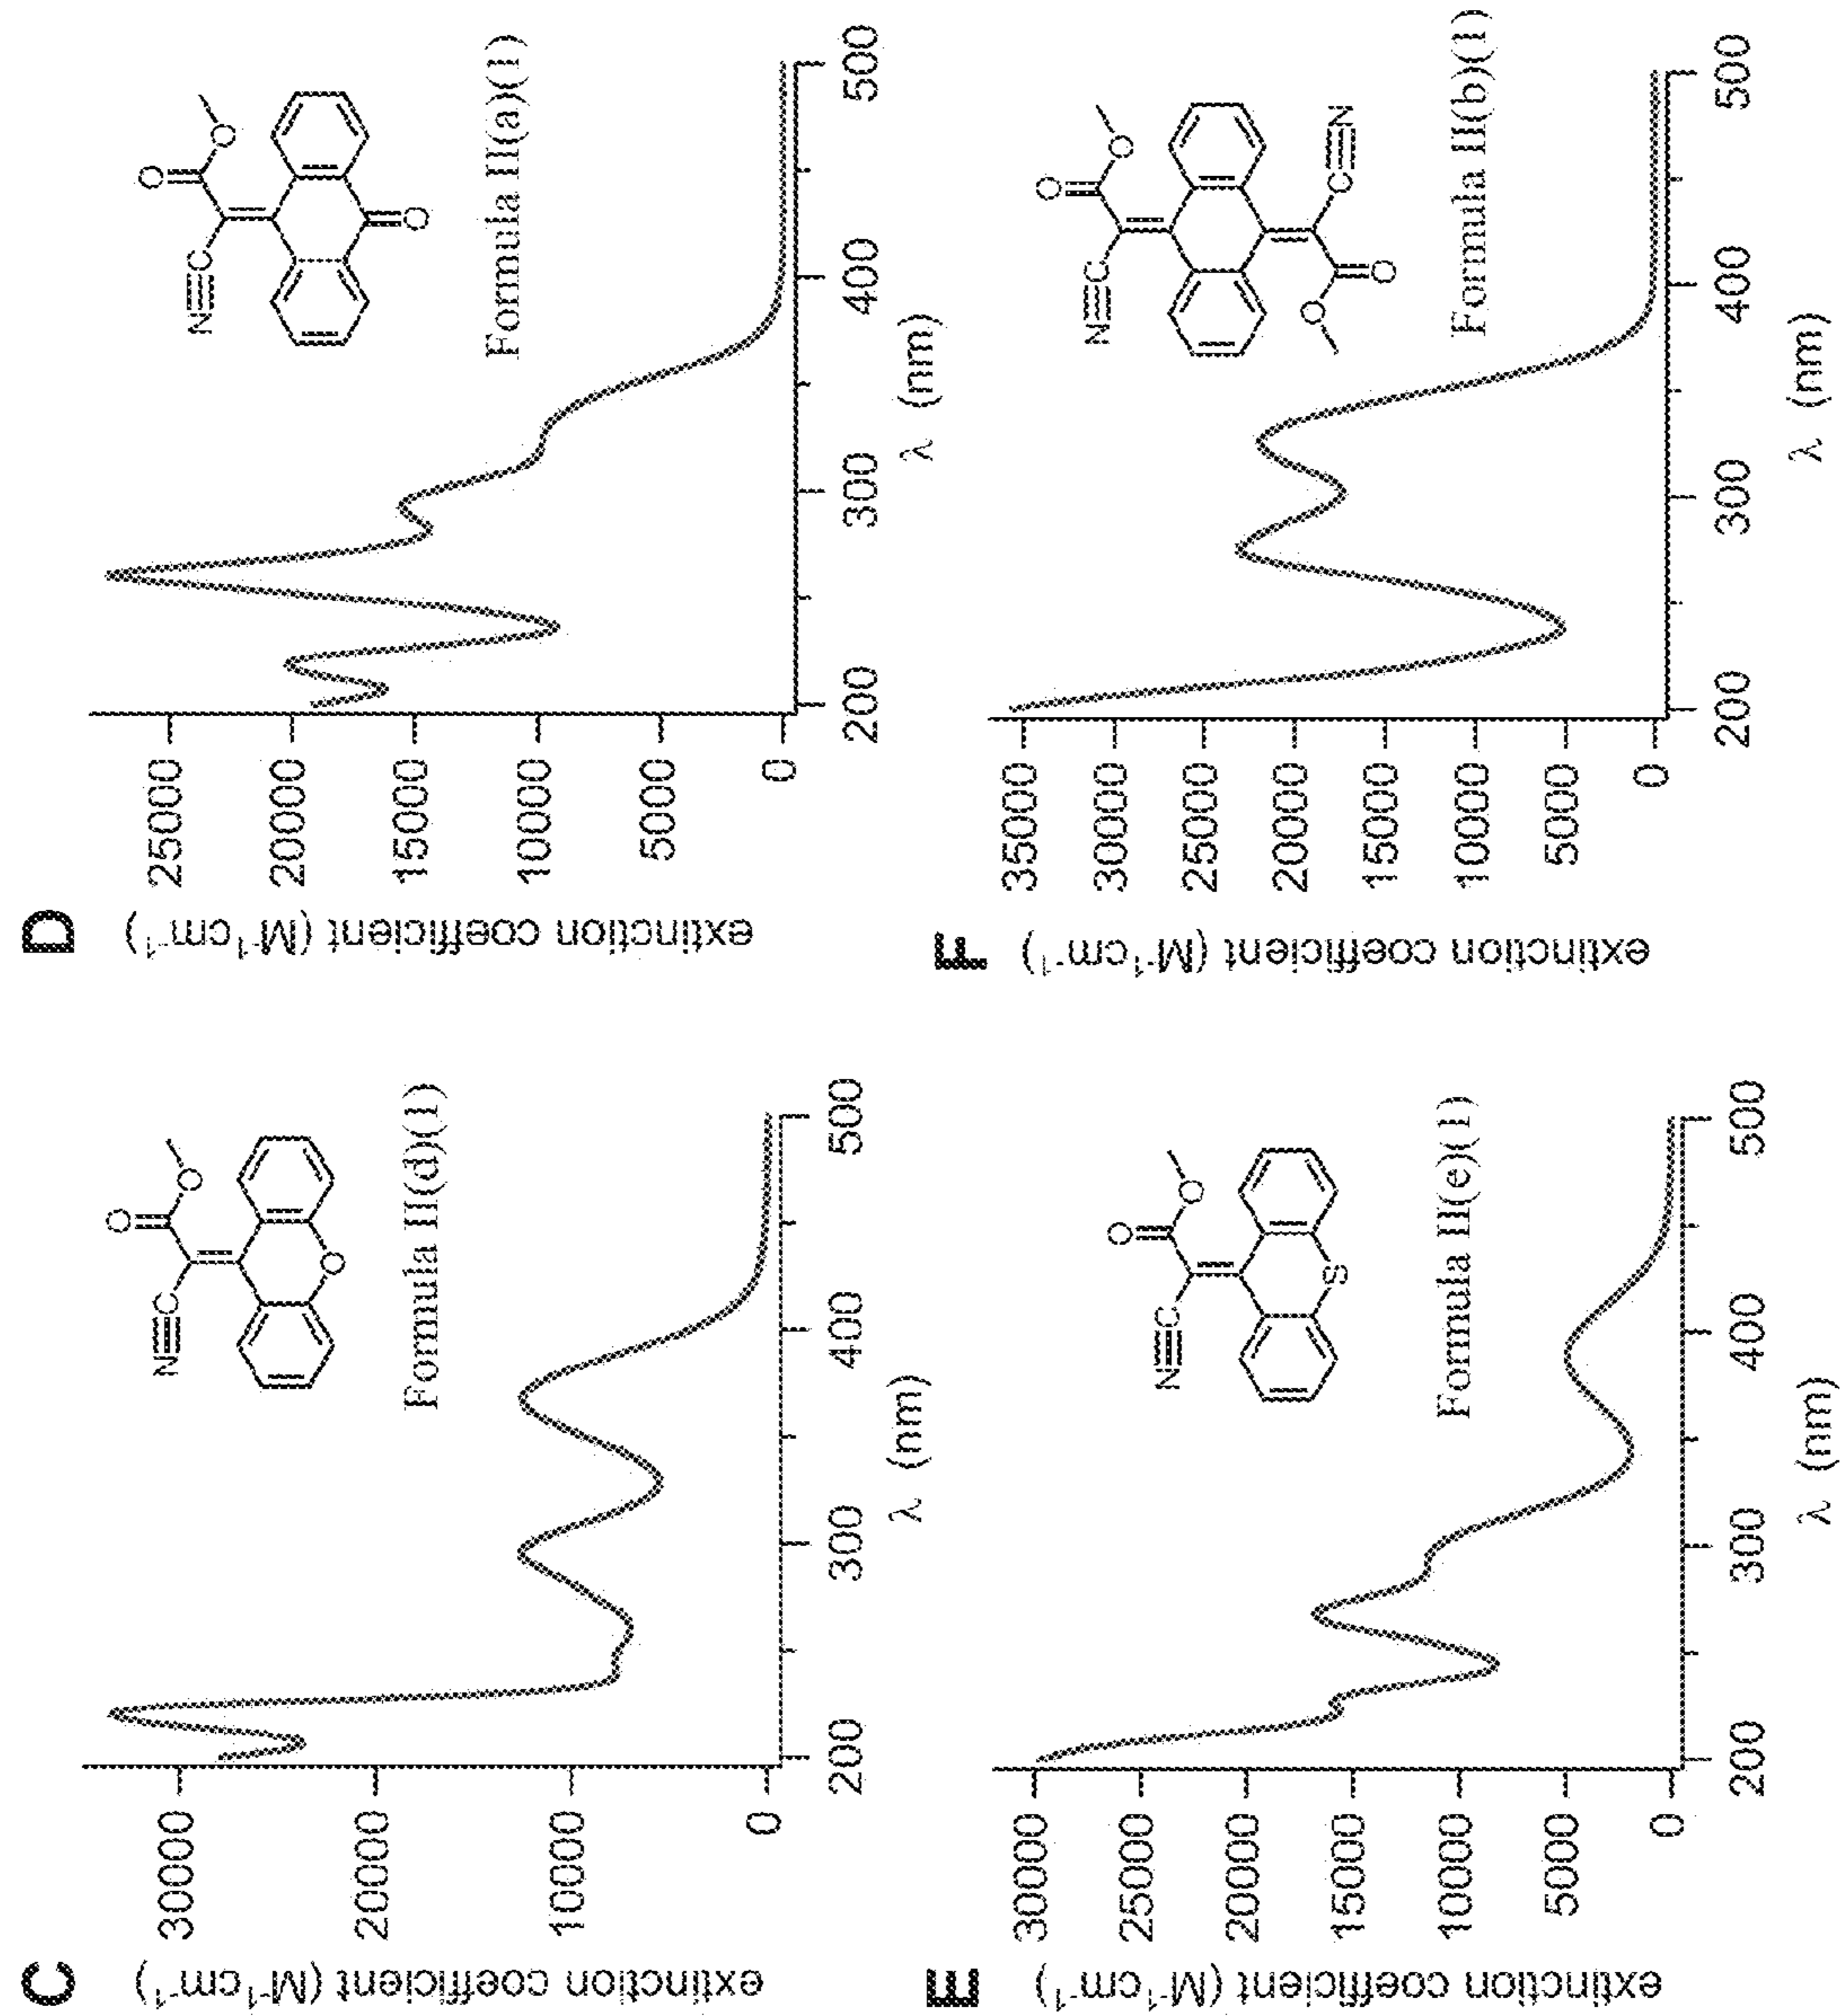 C
extinction coefficient (M⁻¹cm⁻¹)
30000
20000
10000
0
200
300
400
500
λ (nm)
N≡C
O
O
O
Formula II(d)(1)
D
extinction coefficient (M⁻¹cm⁻¹)
25000
20000
15000
10000
5000
0
200
300
400
500
λ (nm)
N≡C
O
O
O
Formula II(a)(1)
E
extinction coefficient (M⁻¹cm⁻¹)
30000
25000
20000
15000
10000
5000
0
200
300
400
500
λ (nm)
N≡C
O
O
S
Formula II(e)(1)
F
extinction coefficient (M⁻¹cm⁻¹)
35000
30000
25000
20000
15000
10000
5000
0
200
300
400
500
λ (nm)
N≡C
O
O
O
O
C≡N
Formula II(b)(1)